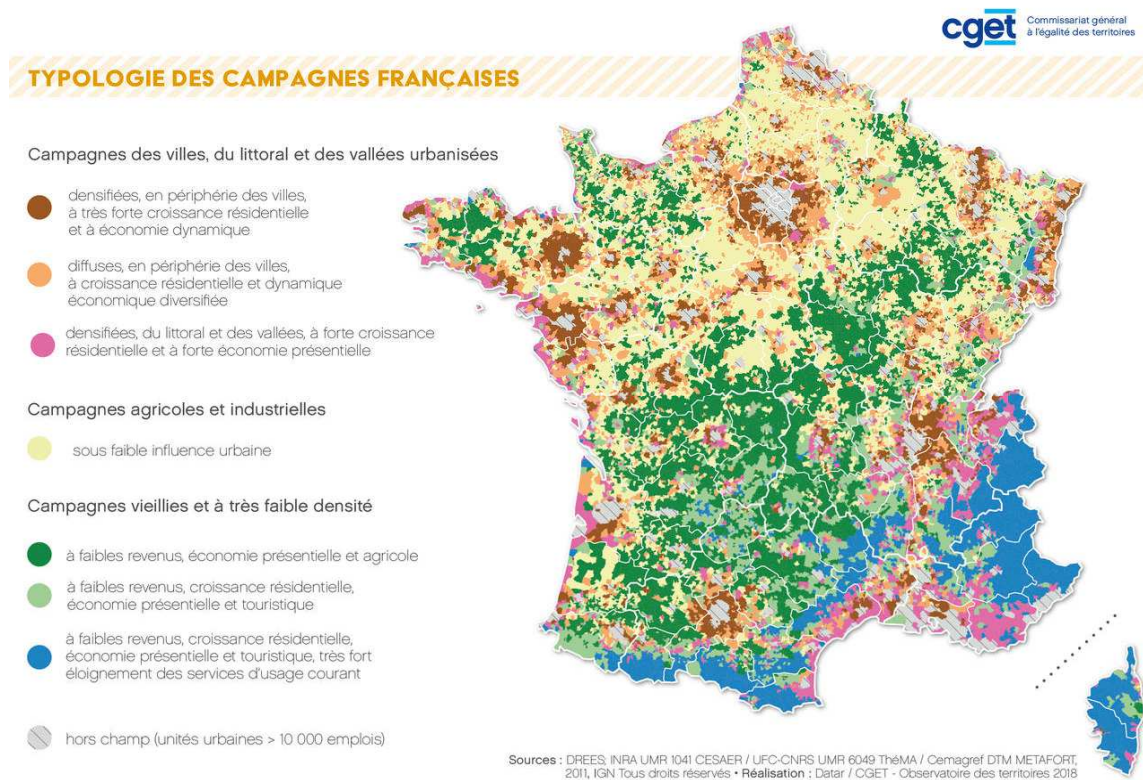 cget
Commissariat général
à l'égalité des territoires
TYPOLOGIE DES CAMPAGNES FRANÇAISES
Campagnes des villes, du littoral et des vallées urbanisées
densifiées, en périphérie des villes,
à très forte croissance résidentielle
et à économie dynamique
diffuses, en périphérie des villes,
à croissance résidentielle et dynamique
économique diversifiée
densifiées, du littoral et des vallées, à forte croissance
résidentielle et à forte économie présentielle
Campagnes agricoles et industrielles
sous faible influence urbaine
Campagnes vieillies et à très faible densité
à faibles revenus, économie présentielle et agricole
à faibles revenus, croissance résidentielle,
économie présentielle et touristique
à faibles revenus, croissance résidentielle,
économie présentielle et touristique, très fort
éloignement des services d'usage courant
hors champ (unités urbaines > 10 000 emplois)
Sources : DREES, INRA UMR 1041 CESAER / UFC-CNRS UMR 6049 ThéMA / Cemagref DTM METAFORT,
2011, IGN Tous droits réservés • Réalisation : Datar / CGET - Observatoire des territoires 2018